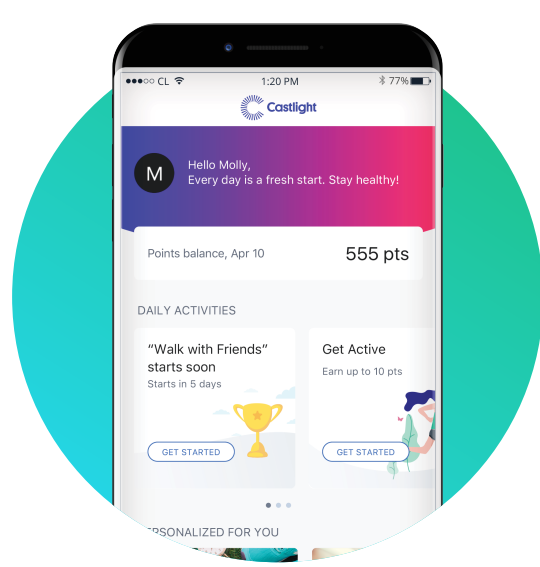 CL 1:20 PM 77%
Castlight
M
Hello Molly,
Every day is a fresh start. Stay healthy!
Points balance, Apr 10 555 pts
DAILY ACTIVITIES
“Walk with Friends”
starts soon
Starts in 5 days
GET STARTED
Get Active
Earn up to 10 pts
GET STARTED
PERSONALIZED FOR YOU